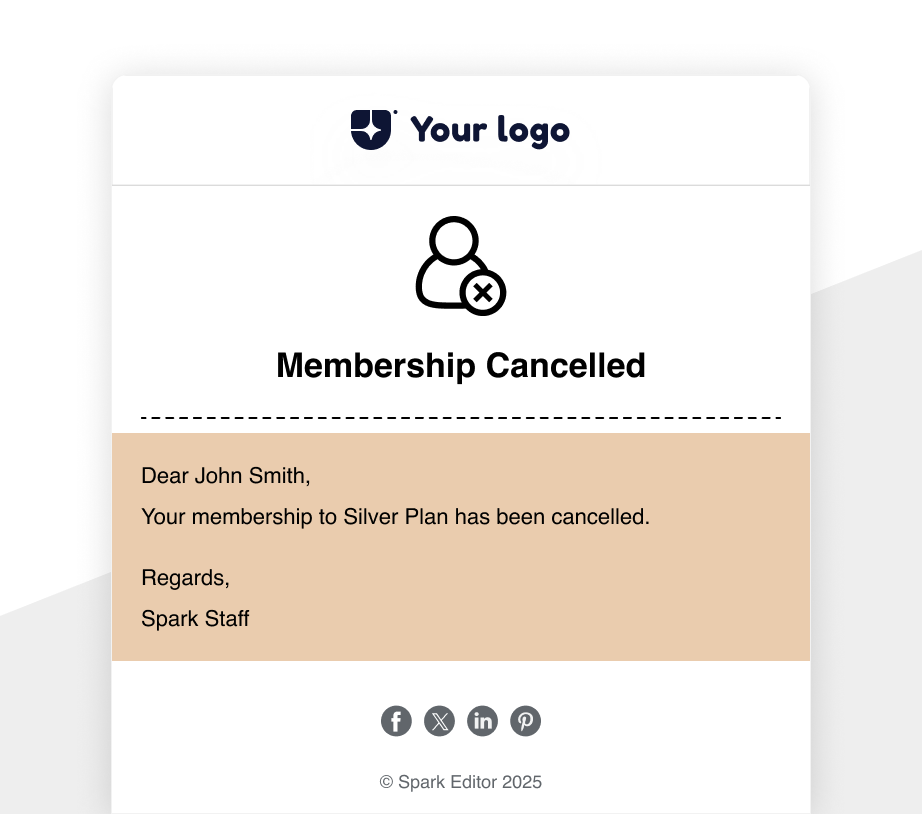 Your logo
Membership Cancelled
Dear John Smith,
Your membership to Silver Plan has been cancelled.
Regards,
Spark Staff
© Spark Editor 2025